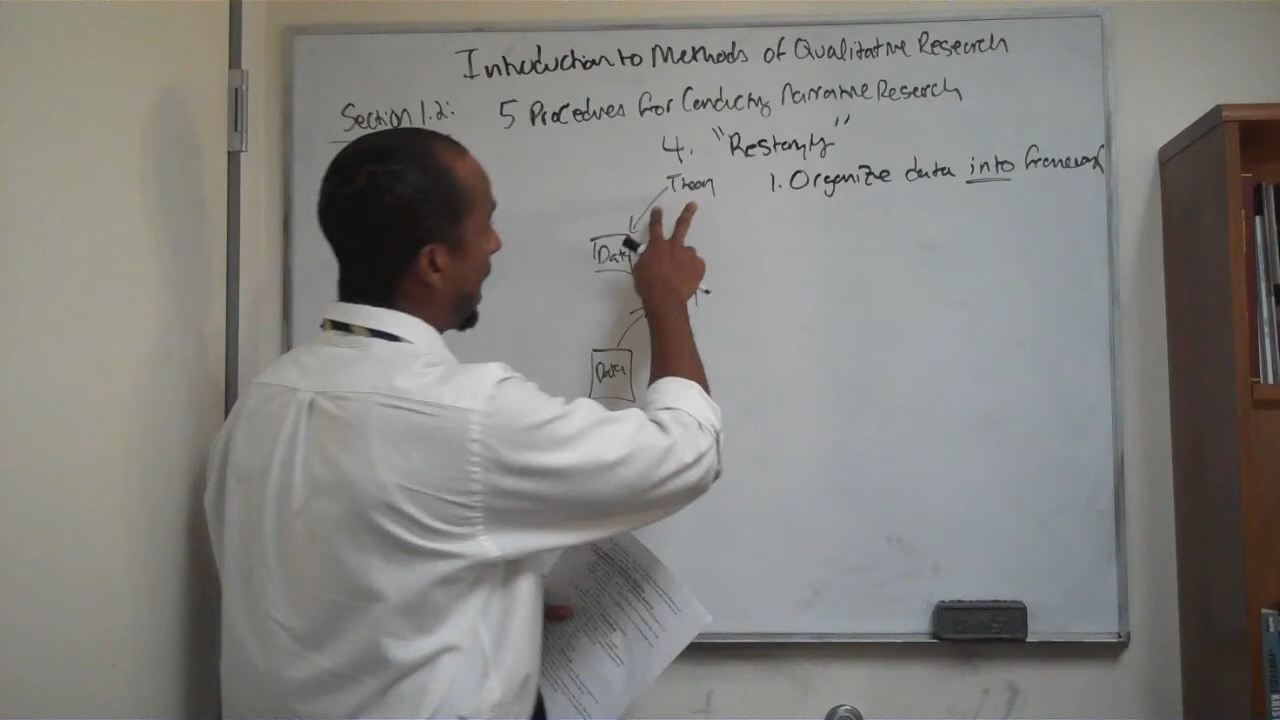 Introduction to Methods of Qualitative Research
Section 1.2: 5 Procedures for Conducting Narrative Reserch
4. "Restorying"
Theory 1. Organize data into framework
Data
Data